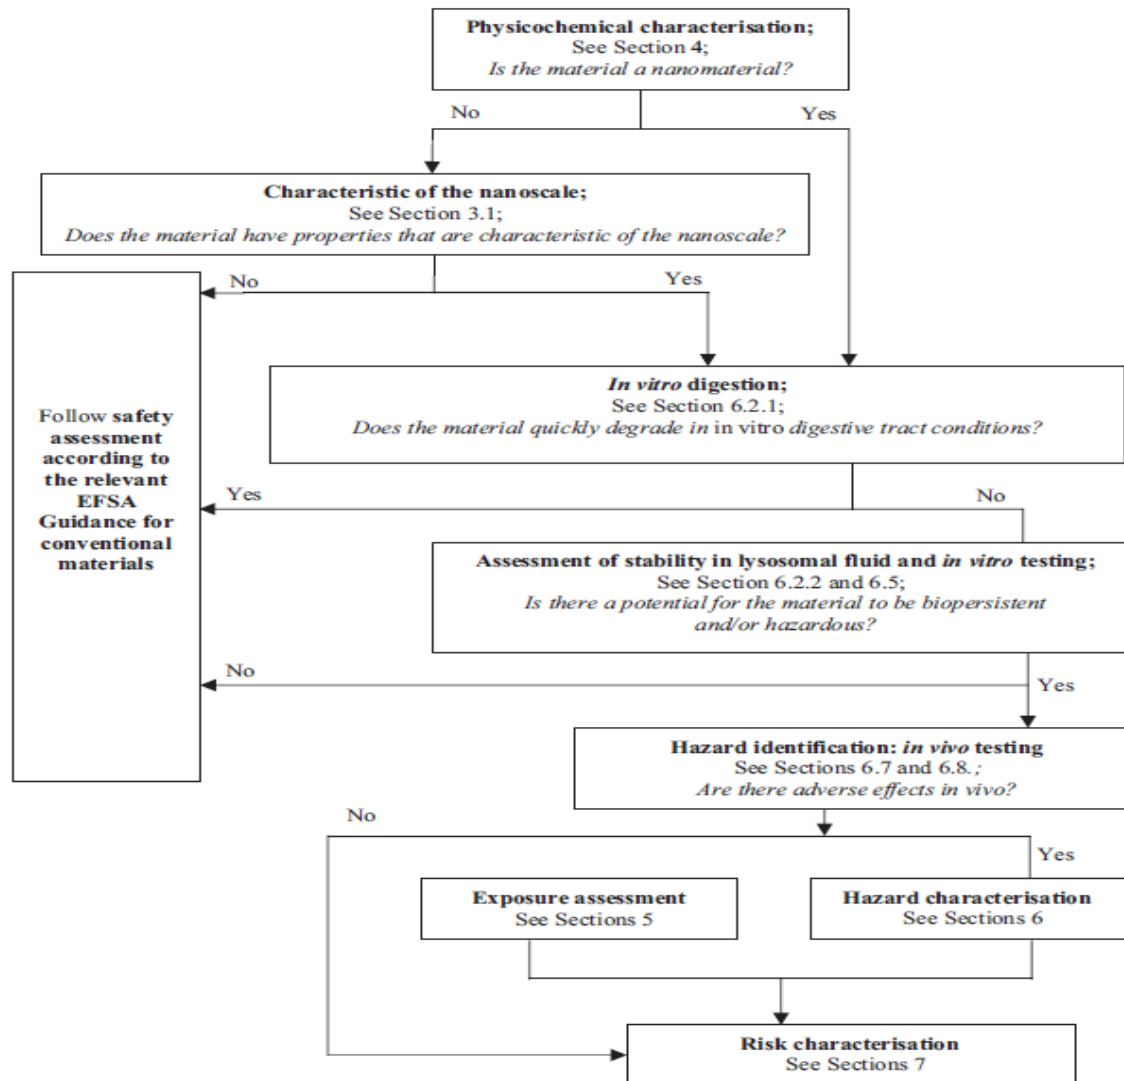 Physicochemical characterisation;
See Section 4;
Is the material a nanomaterial?
No
Yes
Characteristic of the nanoscale;
See Section 3.1;
Does the material have properties that are characteristic of the nanoscale?
No
Yes
In vitro digestion;
See Section 6.2.1;
Does the material quickly degrade in in vitro digestive tract conditions?
Follow safety
assessment
according to
the relevant
EFSA
Guidance for
conventional
materials
Yes
No
Assessment of stability in lysosomal fluid and in vitro testing;
See Section 6.2.2 and 6.5;
Is there a potential for the material to be biopersistent
and/or hazardous?
No
Yes
Hazard identification: in vivo testing
See Sections 6.7 and 6.8.;
Are there adverse effects in vivo?
No
Yes
Exposure assessment
See Sections 5
Hazard characterisation
See Sections 6
Risk characterisation
See Sections 7